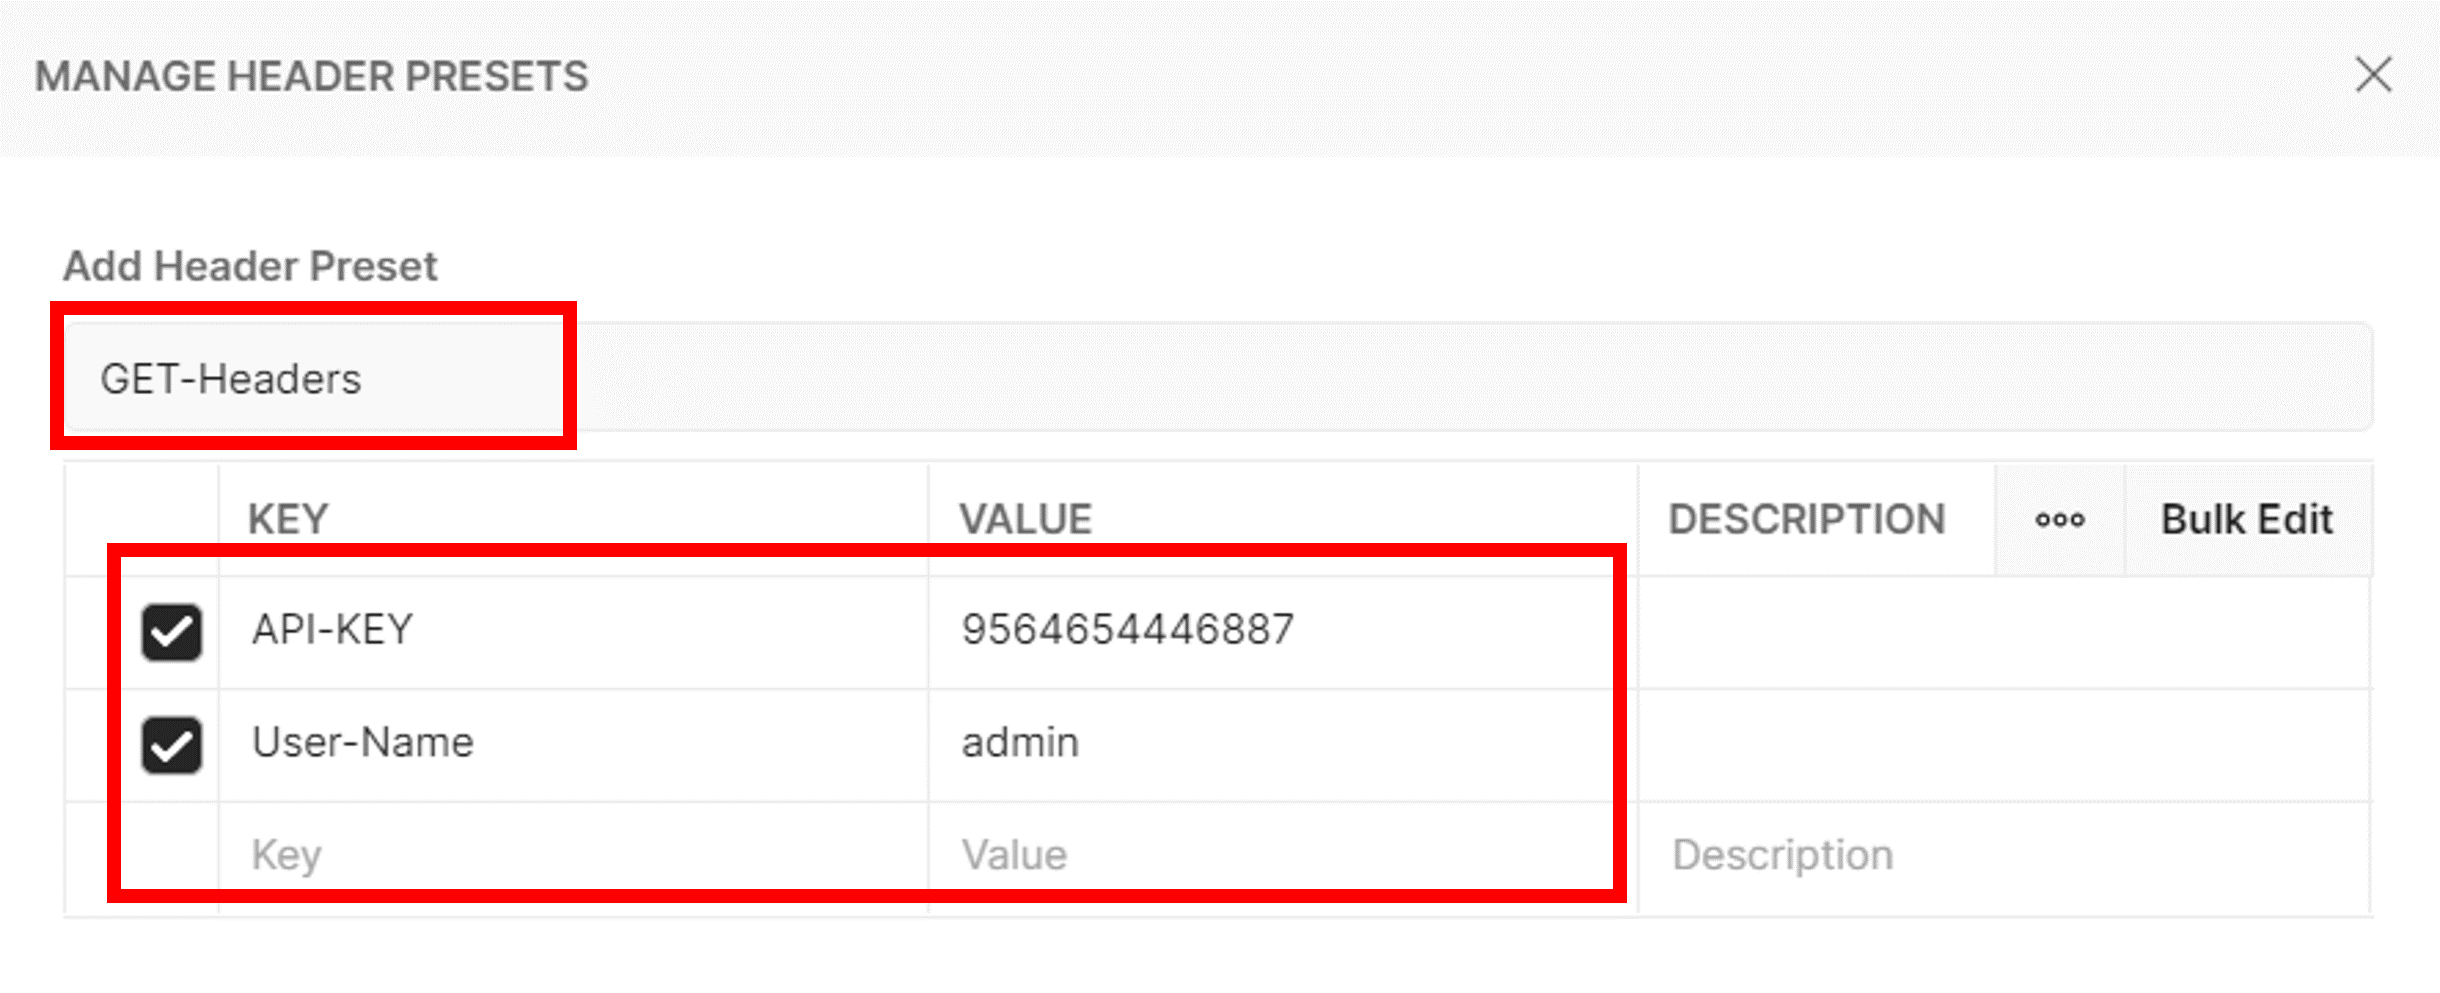 MANAGE HEADER PRESETS
Add Header Preset
GET-Headers
KEY VALUE DESCRIPTION Bulk Edit
API-KEY 9564654446887
User-Name admin
Key Value Description